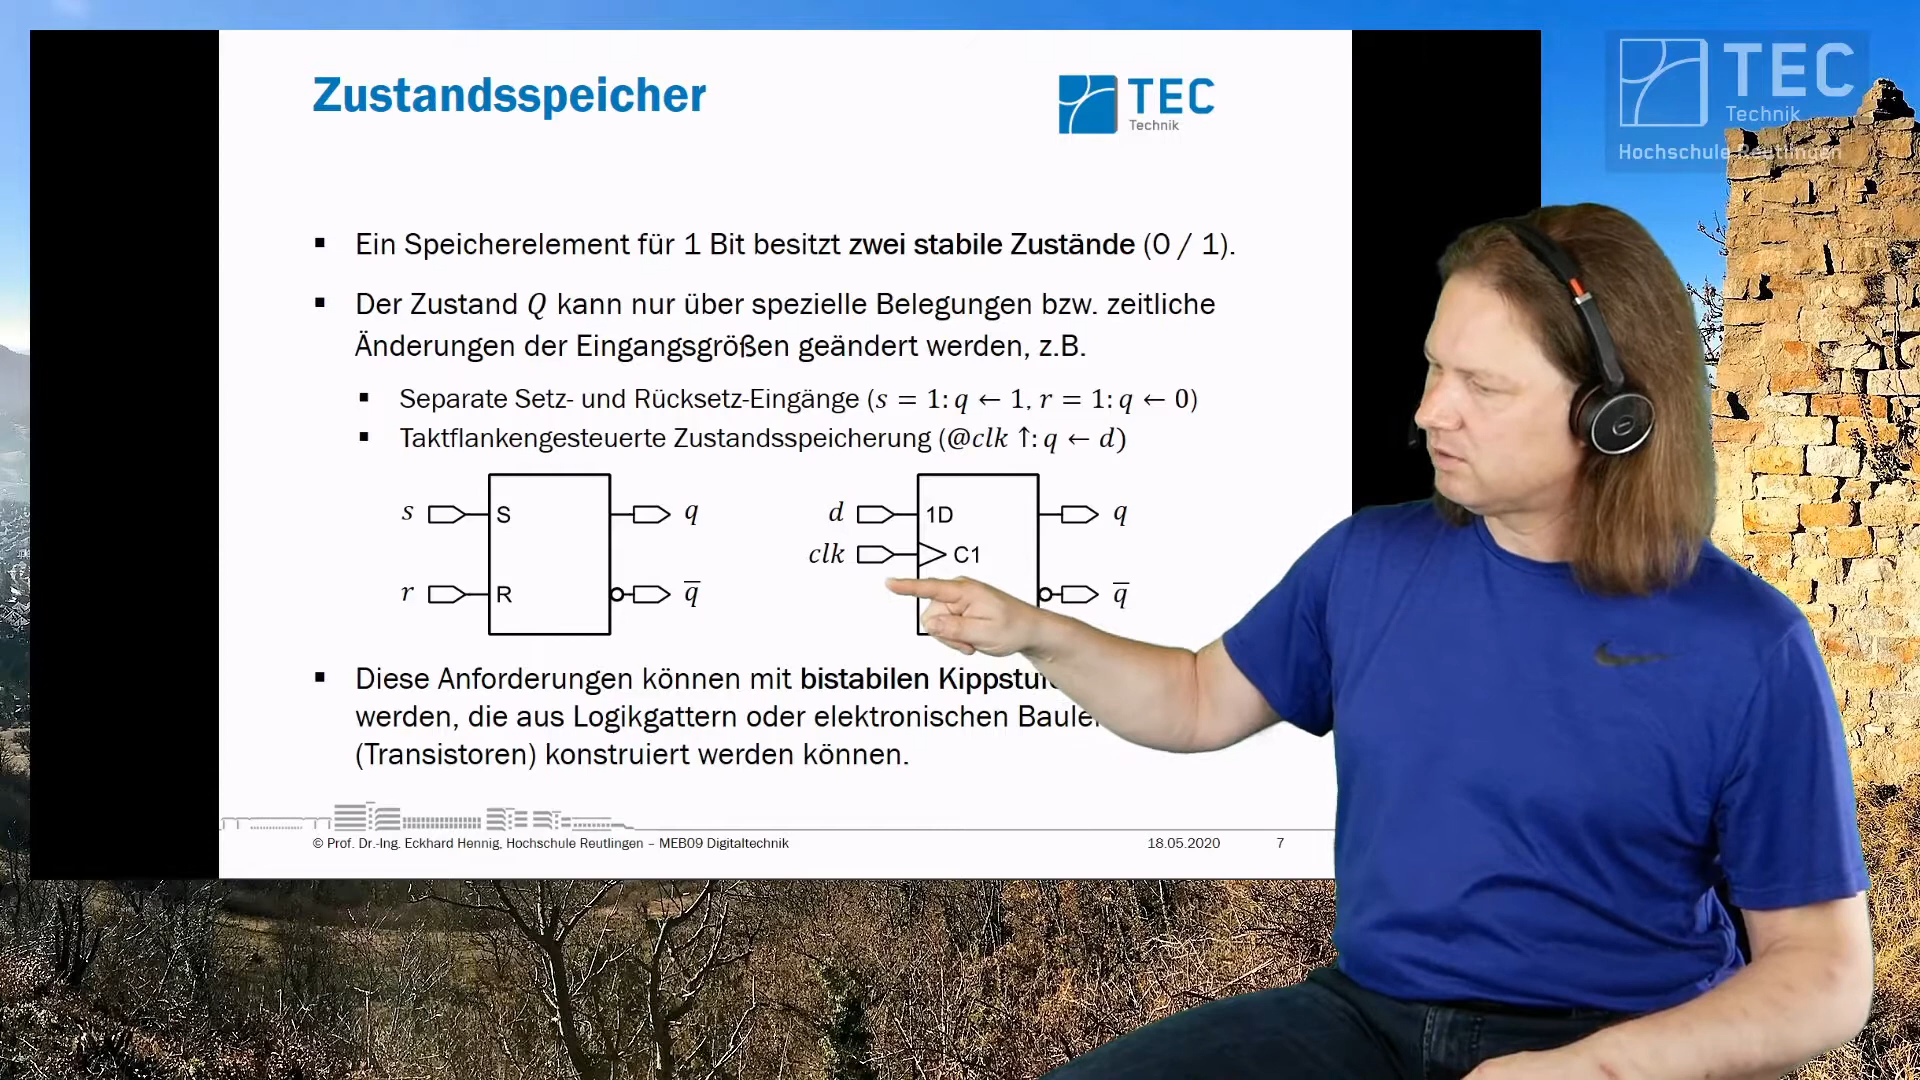 Zustandsspeicher
TEC
Technik
TEC
Technik
Hochschule Reutlingen
▪ Ein Speicherelement für 1 Bit besitzt zwei stabile Zustände (0 / 1).
▪ Der Zustand Q kann nur über spezielle Belegungen bzw. zeitliche
Änderungen der Eingangsgrößen geändert werden, z.B.
▪ Separate Setz- und Rücksetz-Eingänge (s = 1: q ← 1, r = 1: q ← 0)
▪ Taktflankengesteuerte Zustandsspeicherung (@clk ↑: q ← d)
s S q
r R q̅
d 1D q
clk C1
q̅
▪ Diese Anforderungen können mit bistabilen
werden, die aus Logikgattern oder elektronischen
(Transistoren) konstruiert werden können.
© Prof. Dr.-Ing. Eckhard Hennig, Hochschule Reutlingen – MEB09 Digitaltechnik 18.05.2020 7